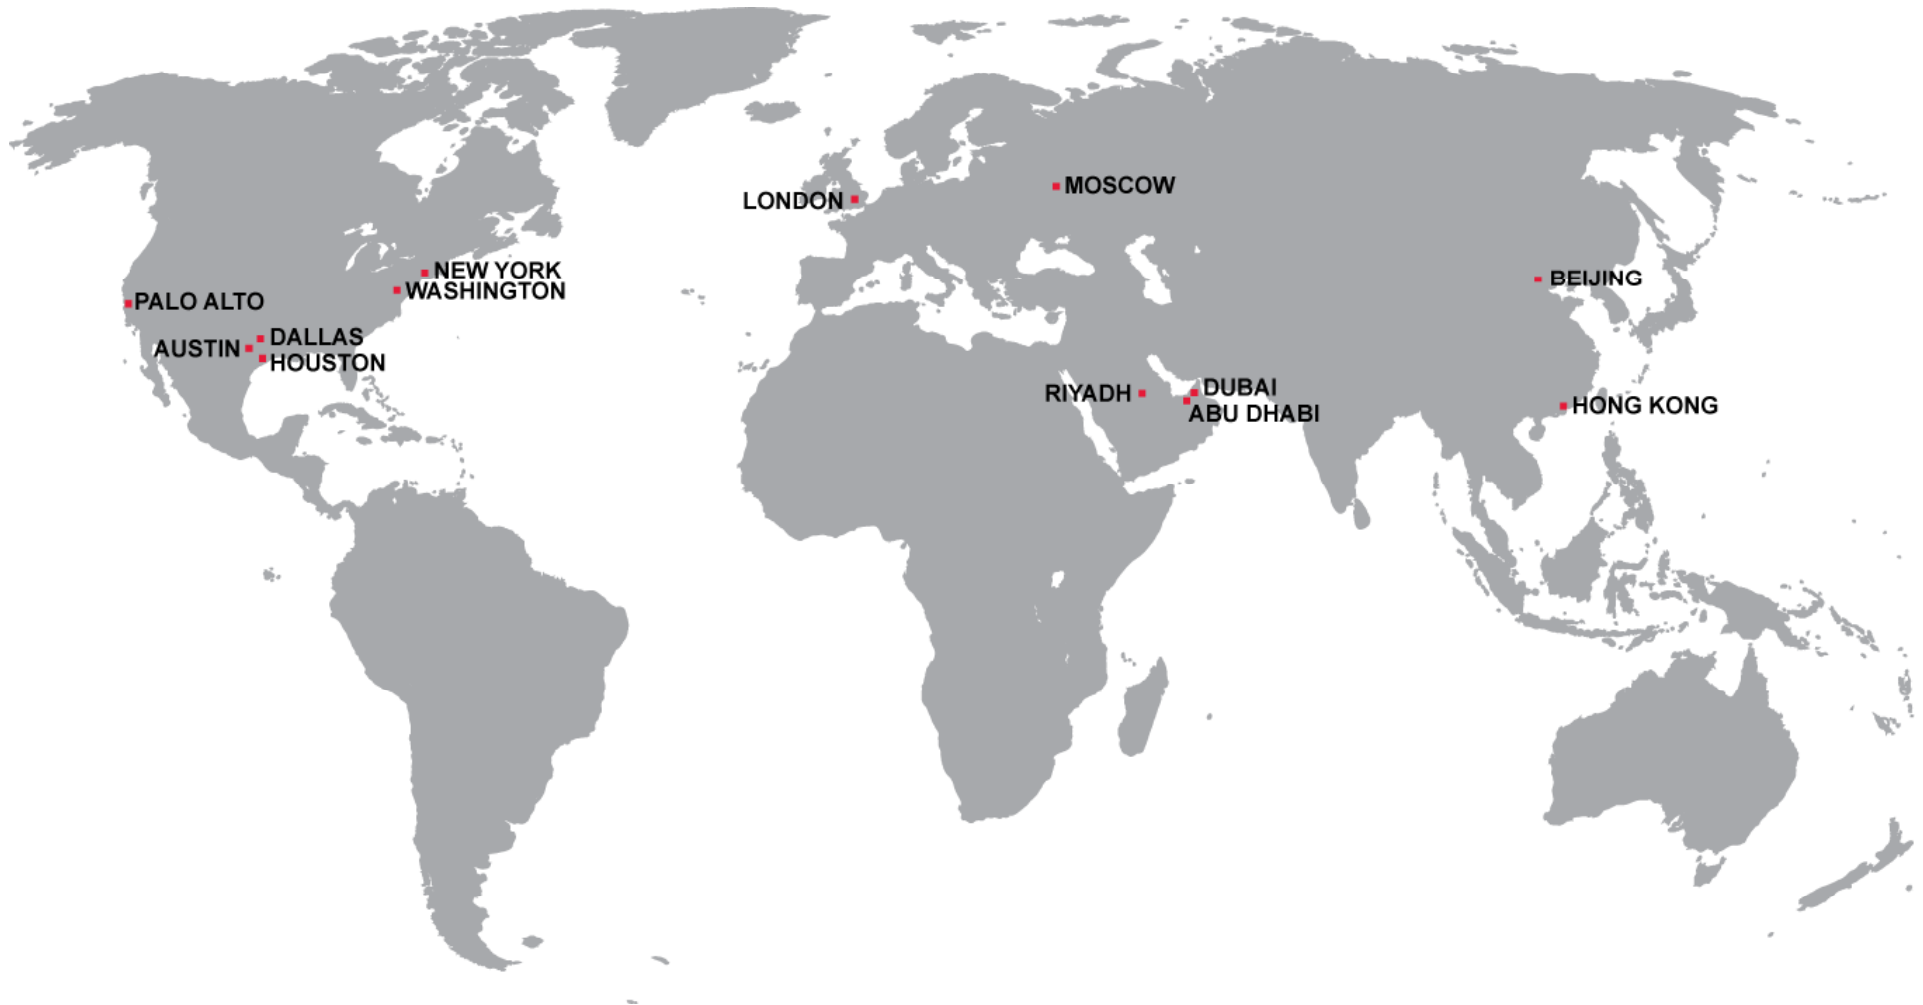 MOSCOW
LONDON
NEW YORK
WASHINGTON
BEIJING
PALO ALTO
DALLAS
AUSTIN
HOUSTON
RIYADH
DUBAI
ABU DHABI
HONG KONG